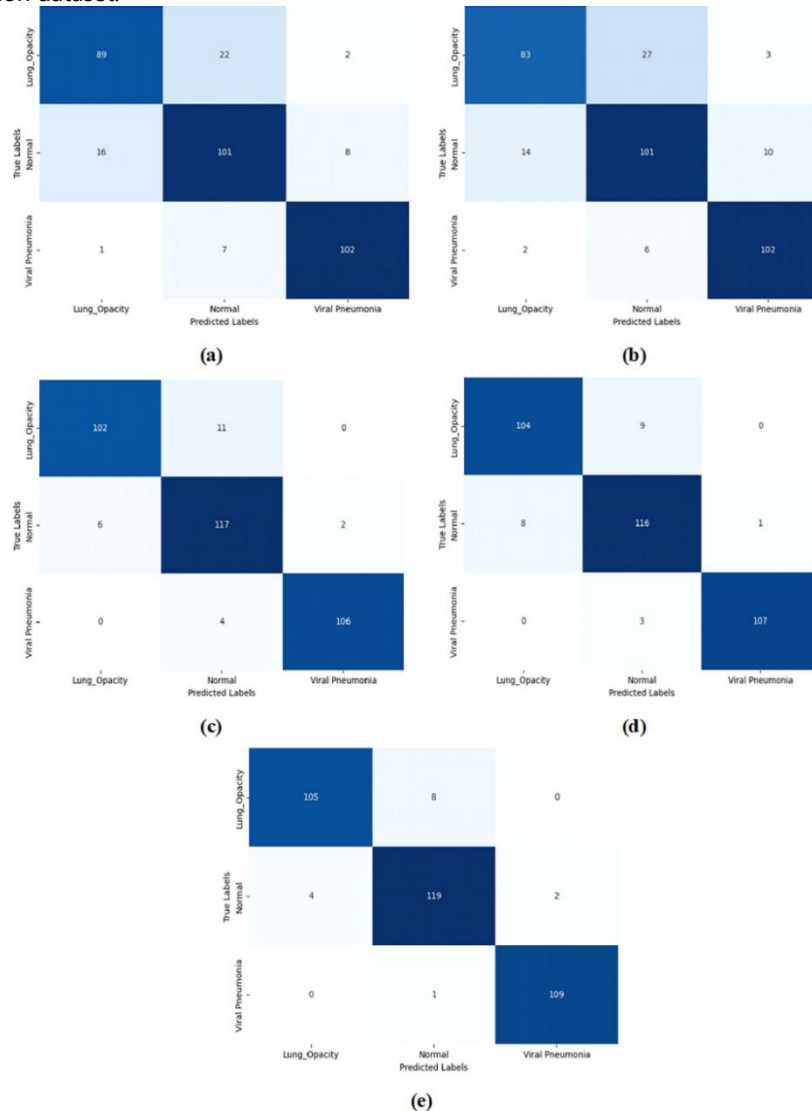 on dataset.
Lung_Opacity
89 22 2
True Labels
Normal
16 101 8
Viral Pneumonia
1 7 102
Lung_Opacity Normal Viral Pneumonia
Predicted Labels
(a)
Lung_Opacity
83 27 3
True Labels
Normal
14 101 10
Viral Pneumonia
2 6 102
Lung_Opacity Normal Viral Pneumonia
Predicted Labels
(b)
Lung_Opacity
102 11 0
True Labels
Normal
6 117 2
Viral Pneumonia
0 4 106
Lung_Opacity Normal Viral Pneumonia
Predicted Labels
(c)
Lung_Opacity
104 9 0
True Labels
Normal
8 116 1
Viral Pneumonia
0 3 107
Lung_Opacity Normal Viral Pneumonia
Predicted Labels
(d)
Lung_Opacity
105 8 0
True Labels
Normal
4 119 2
Viral Pneumonia
0 1 109
Lung_Opacity Normal Viral Pneumonia
Predicted Labels
(e)